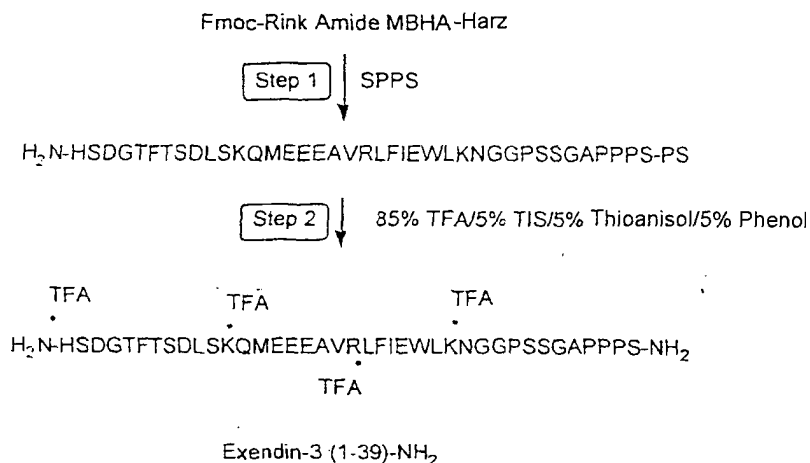 Fmoc-Rink Amide MBHA-Harz
Step 1 SPPS
H₂N-HSDGTFTSDLSKQMEEEAVRLFIEWLKNGGPSSGAPPPS-PS
Step 2 85% TFA/5% TIS/5% Thioanisol/5% Phenol
TFA TFA TFA
H₂N-HSDGTFTSDLSKQMEEEAVRLFIEWLKNGGPSSGAPPPS-NH₂
TFA
Exendin-3 (1-39)-NH₂